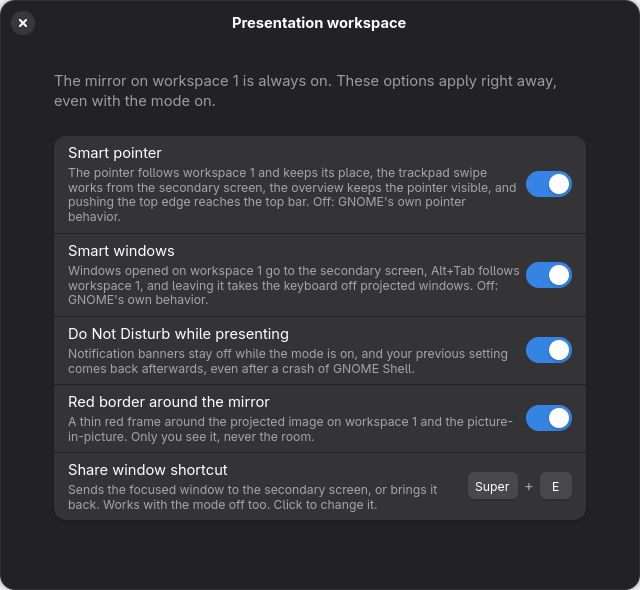 Presentation workspace
The mirror on workspace 1 is always on. These options apply right away,
even with the mode on.
Smart pointer
The pointer follows workspace 1 and keeps its place, the trackpad swipe
works from the secondary screen, the overview keeps the pointer visible, and
pushing the top edge reaches the top bar. Off: GNOME's own pointer
behavior.
Smart windows
Windows opened on workspace 1 go to the secondary screen, Alt+Tab follows
workspace 1, and leaving it takes the keyboard off projected windows. Off:
GNOME's own behavior.
Do Not Disturb while presenting
Notification banners stay off while the mode is on, and your previous setting
comes back afterwards, even after a crash of GNOME Shell.
Red border around the mirror
A thin red frame around the projected image on workspace 1 and the picture-
in-picture. Only you see it, never the room.
Share window shortcut
Sends the focused window to the secondary screen, or brings it
back. Works with the mode off too. Click to change it.
Super + E